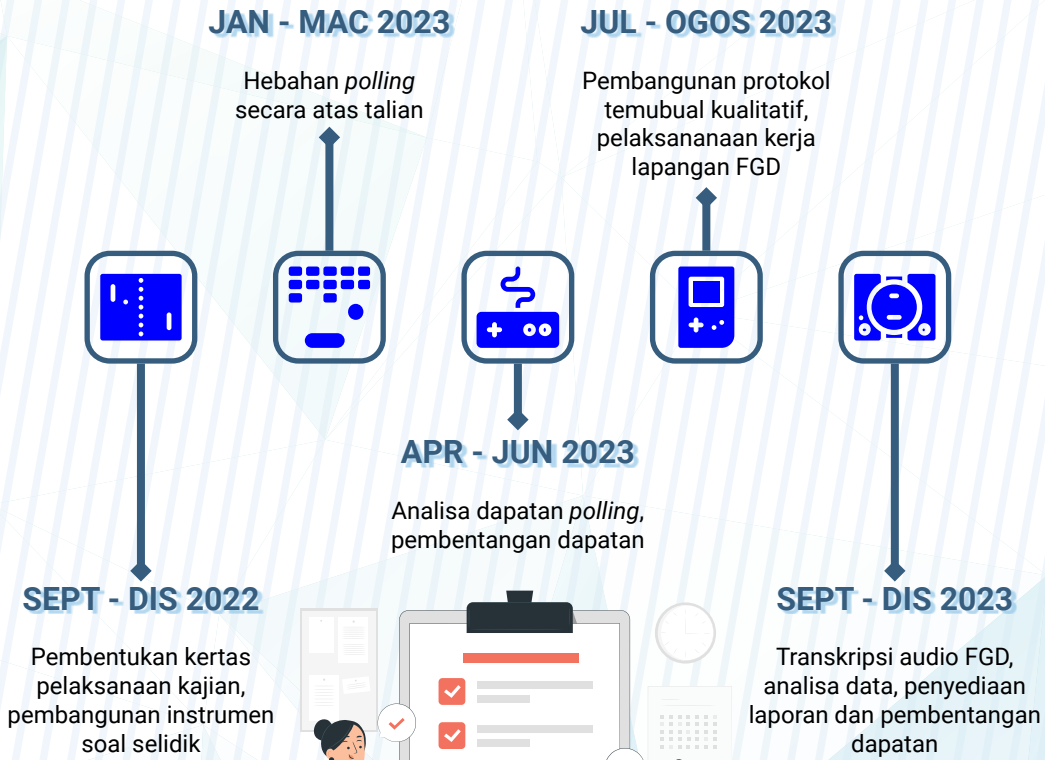 JAN - MAC 2023
Hebahan polling
secara atas talian
JUL - OGOS 2023
Pembangunan protokol
temubual kualitatif,
pelaksananaan kerja
lapangan FGD
APR - JUN 2023
Analisa dapatan polling,
pembentangan dapatan
SEPT - DIS 2022
Pembentukan kertas
pelaksanaan kajian,
pembangunan instrumen
soal selidik
SEPT - DIS 2023
Transkripsi audio FGD,
analisa data, penyediaan
laporan dan pembentangan
dapatan